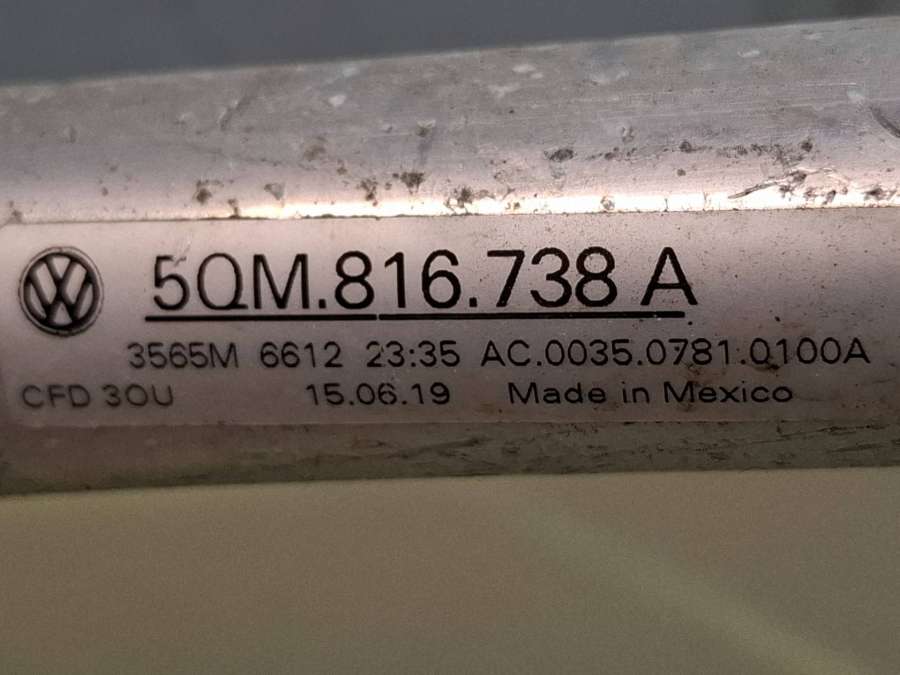 5QM.816.738 A
3565M 6612 23:35 AC.0035.0781.0100A
CFD 3OU 15.06.19 Made in Mexico